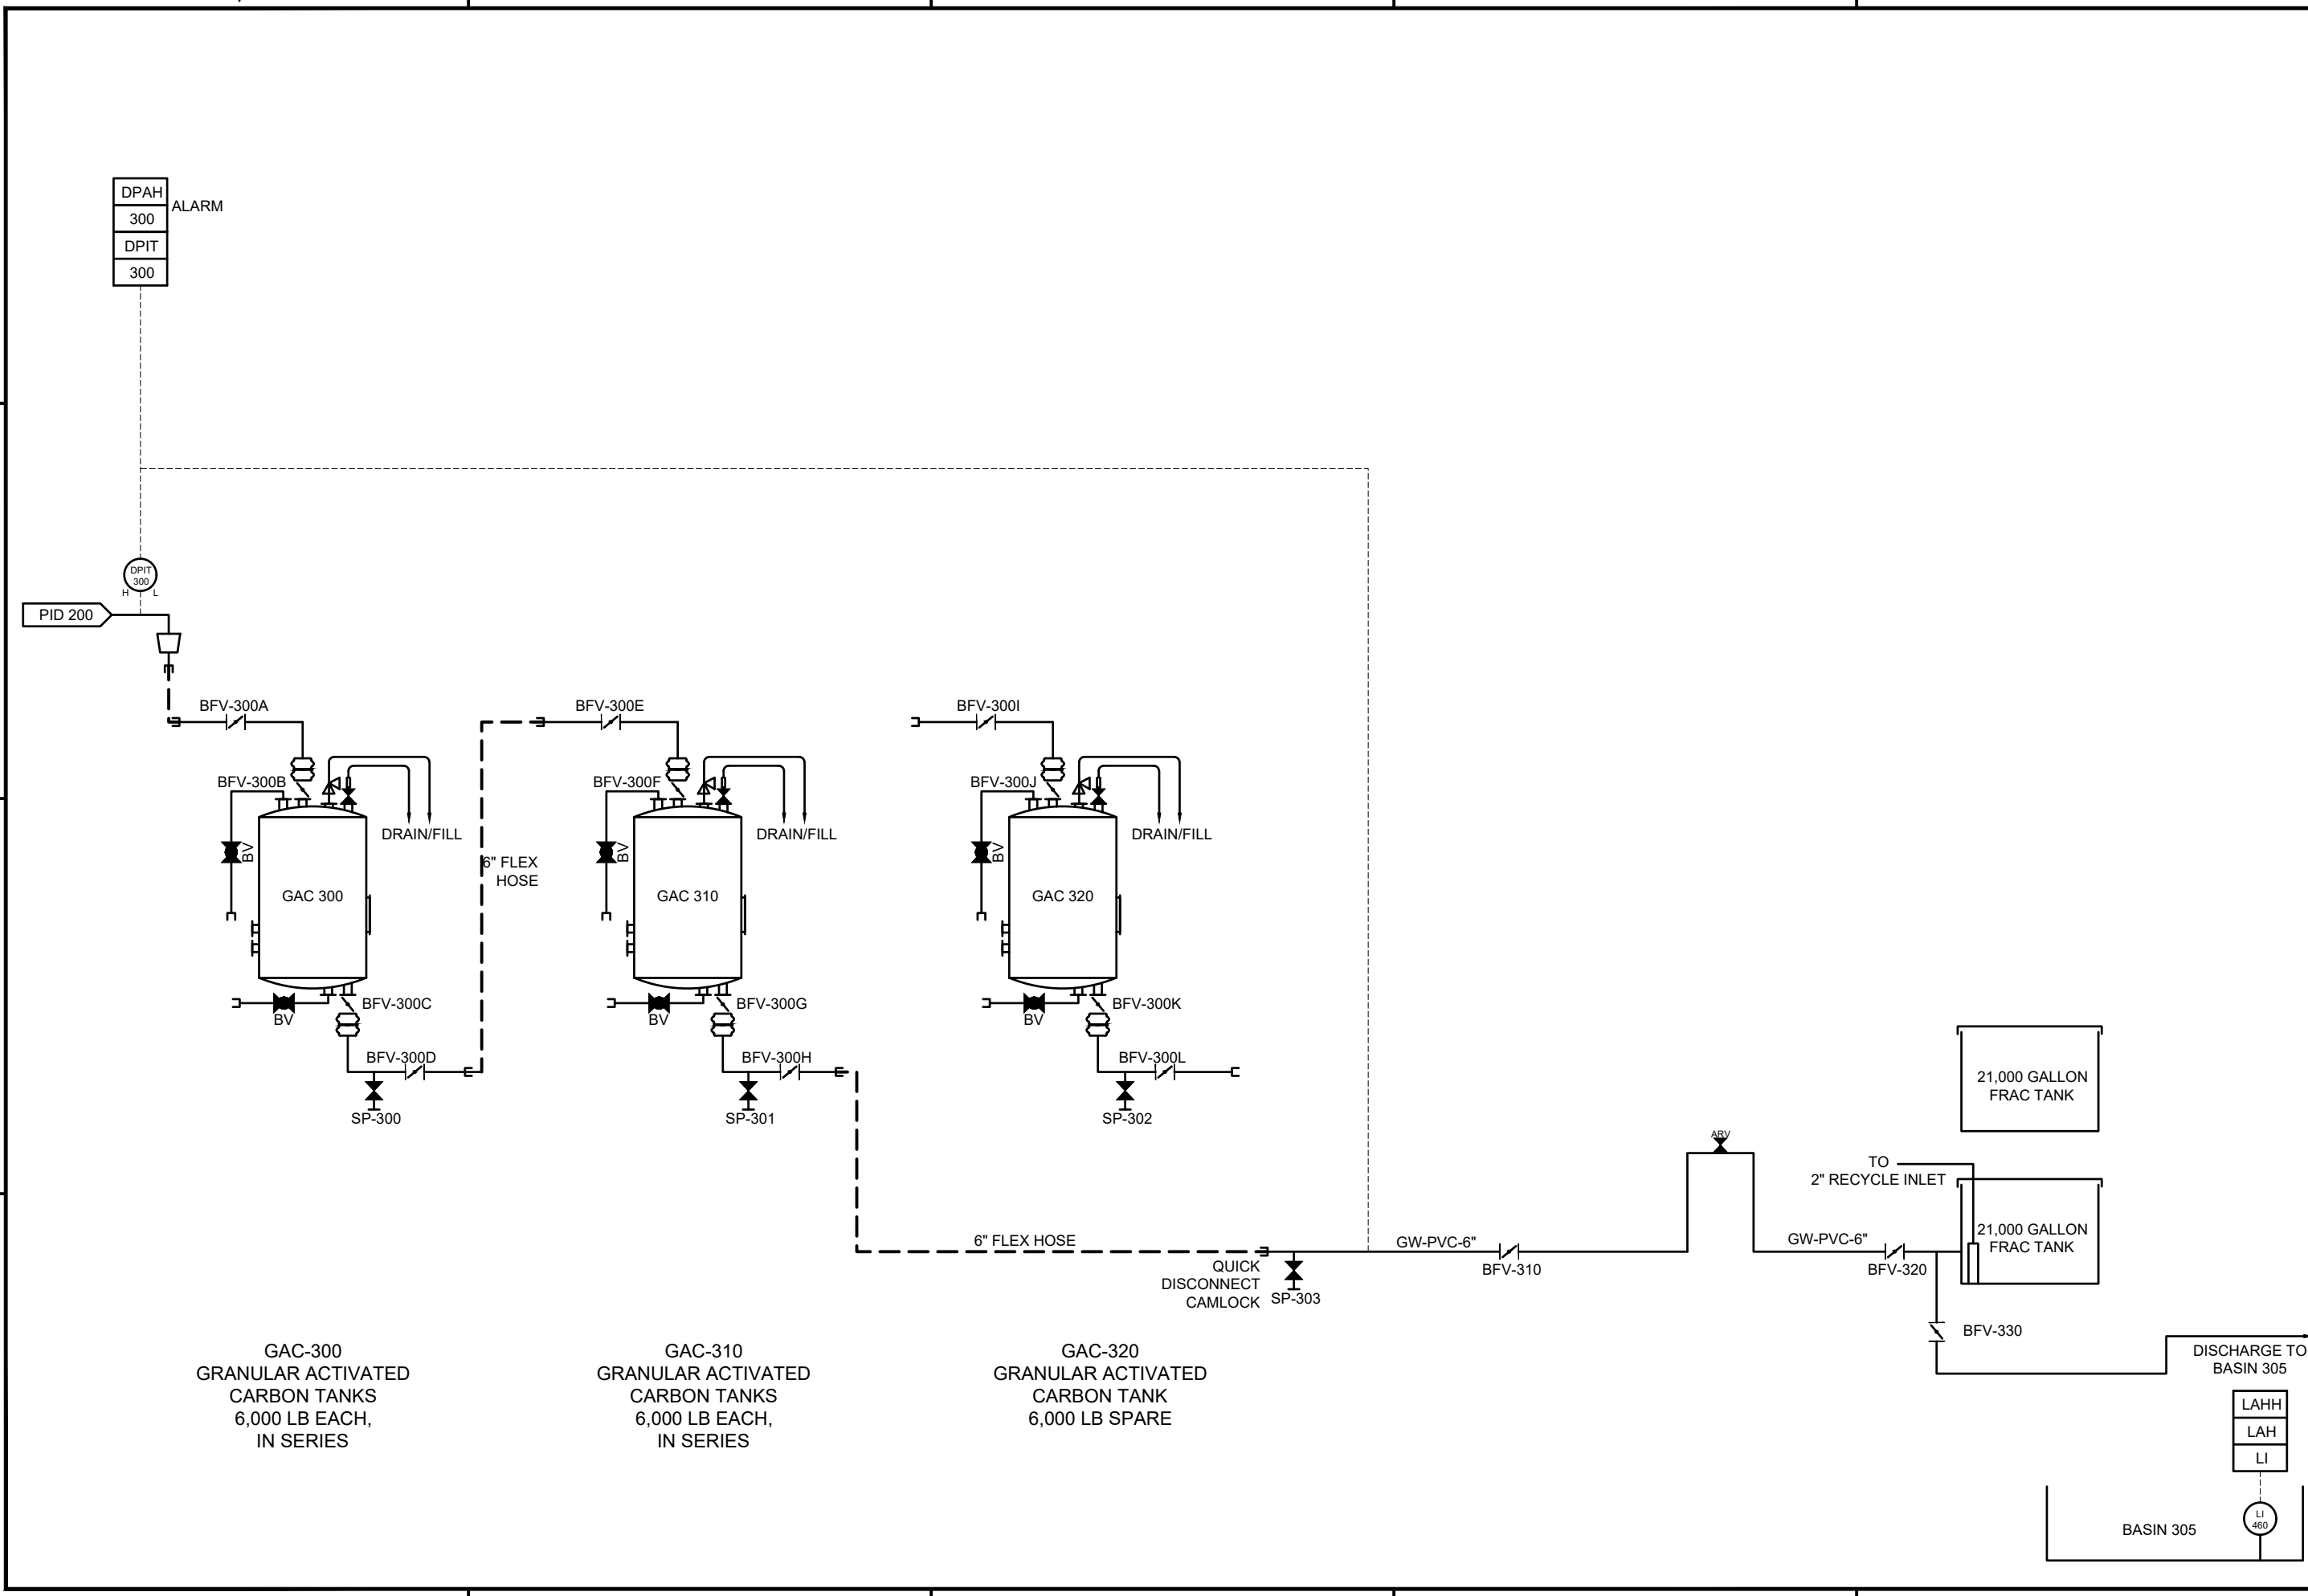 DPAH
300
DPIT
300
ALARM
DPIT
300
H L
PID 200
BFV-300A
BFV-300E
BFV-300I
BFV-300B
BFV-300F
BFV-300J
DRAIN/FILL
DRAIN/FILL
DRAIN/FILL
BV
BV
BV
6" FLEX
HOSE
GAC 300
GAC 310
GAC 320
BFV-300C
BFV-300G
BFV-300K
BV
BV
BV
BFV-300D
BFV-300H
BFV-300L
SP-300
SP-301
SP-302
21,000 GALLON
FRAC TANK
ARV
TO
2" RECYCLE INLET
21,000 GALLON
FRAC TANK
6" FLEX HOSE
GW-PVC-6"
GW-PVC-6"
QUICK
DISCONNECT
CAMLOCK
SP-303
BFV-310
BFV-320
BFV-330
DISCHARGE TO
BASIN 305
GAC-300
GRANULAR ACTIVATED
CARBON TANKS
6,000 LB EACH,
IN SERIES
GAC-310
GRANULAR ACTIVATED
CARBON TANKS
6,000 LB EACH,
IN SERIES
GAC-320
GRANULAR ACTIVATED
CARBON TANK
6,000 LB SPARE
LAHH
LAH
LI
LI
460
BASIN 305